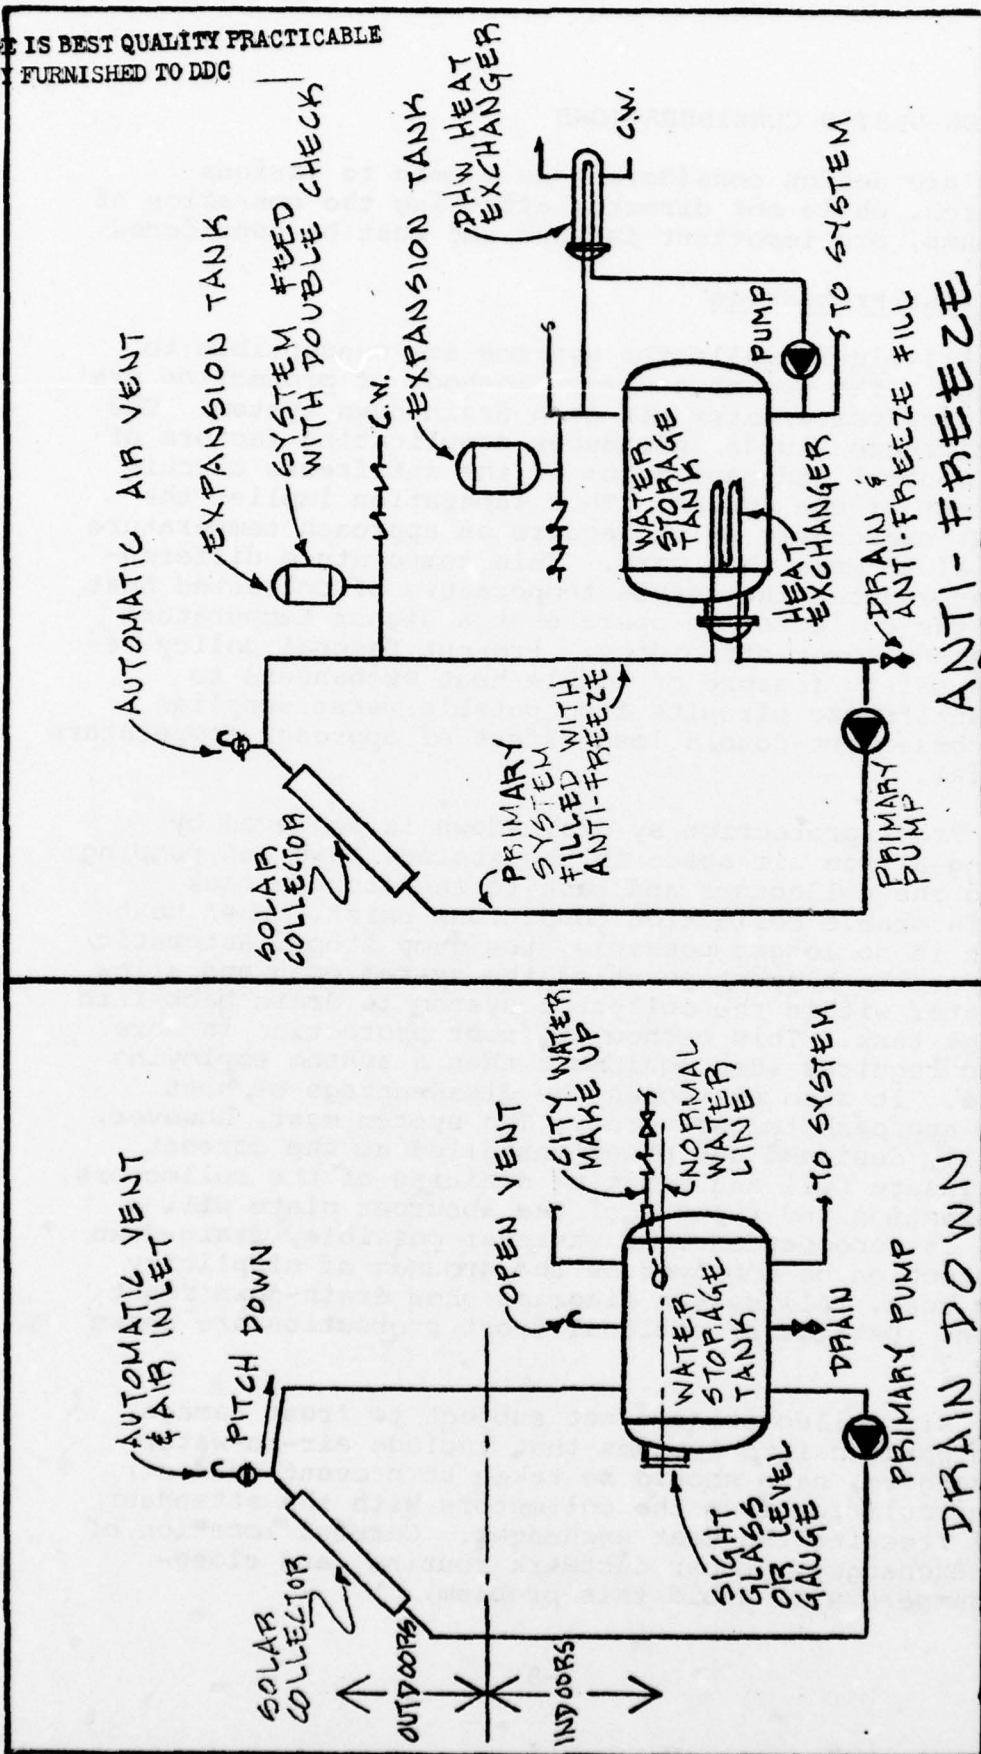 E IS BEST QUALITY PRACTICABLE
Y FURNISHED TO DDC
AUTOMATIC VENT
& AIR INLET
PITCH DOWN
SOLAR
COLLECTOR
OUTDOORS
INDOORS
OPEN VENT
CITY WATER
MAKE UP
NORMAL
WATER
LINE
WATER
STORAGE
TANK
SIGHT
GLASS
OR LEVEL
GAUGE
TO SYSTEM
DRAIN
PRIMARY PUMP
DRAIN DOWN
AUTOMATIC AIR VENT
EXPANSION TANK
SYSTEM FEED
WITH DOUBLE CHECK
C.W.
EXPANSION TANK
DHW HEAT
EXCHANGER
C.W.
SOLAR
COLLECTOR
PRIMARY
SYSTEM
FILLED WITH
ANTI-FREEZE
WATER
STORAGE
TANK
PUMP
TO SYSTEM
HEAT
EXCHANGER
DRAIN &
ANTI-FREEZE FILL
PRIMARY
PUMP
ANTI-FREEZE